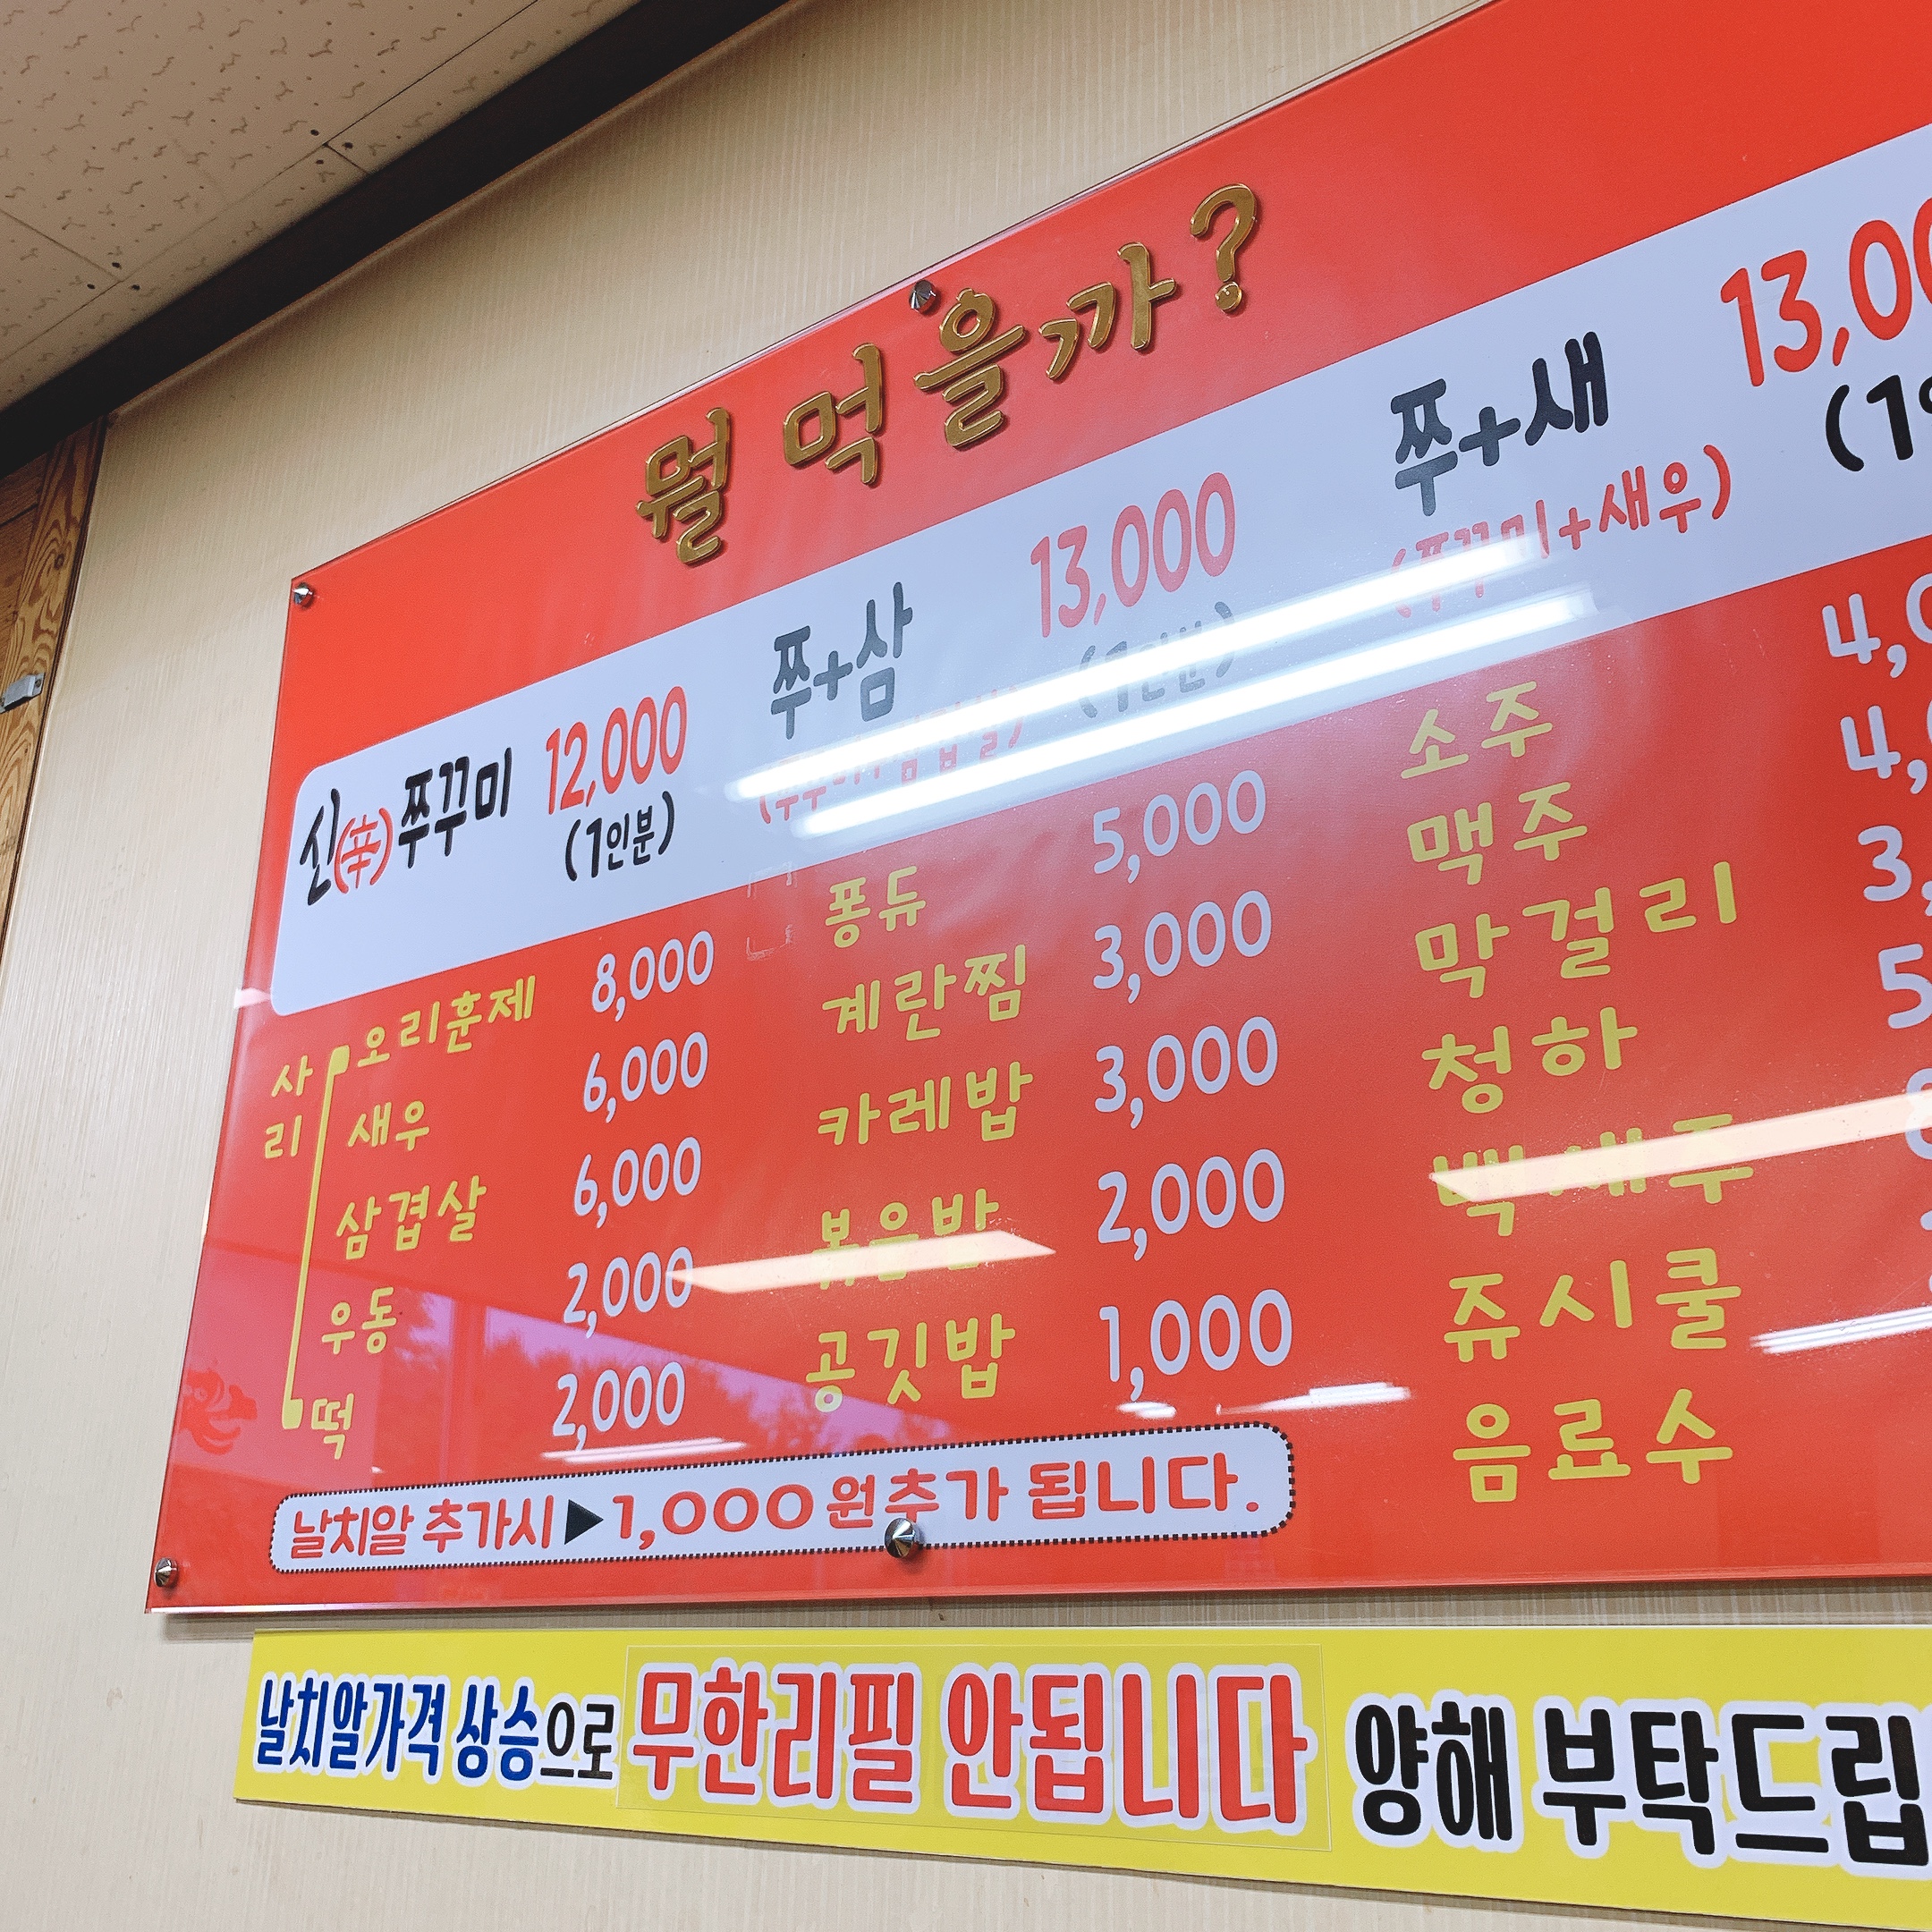 뭘 먹을까?
신(辛)쭈꾸미 12,000
(1인분)
쭈+삼 13,000
(1인분)
쭈+새
(쭈꾸미+새우)
사리
오리훈제 8,000
새우 6,000
삼겹살 6,000
우동 2,000
떡 2,000
퐁듀 5,000
계란찜 3,000
카레밥 3,000
볶음밥 2,000
공깃밥 1,000
소주
맥주
막걸리
청하
쥬시쿨
음료수
날치알 추가시▶1,000원추가 됩니다.
날치알가격 상승으로 무한리필 안됩니다 양해 부탁드립